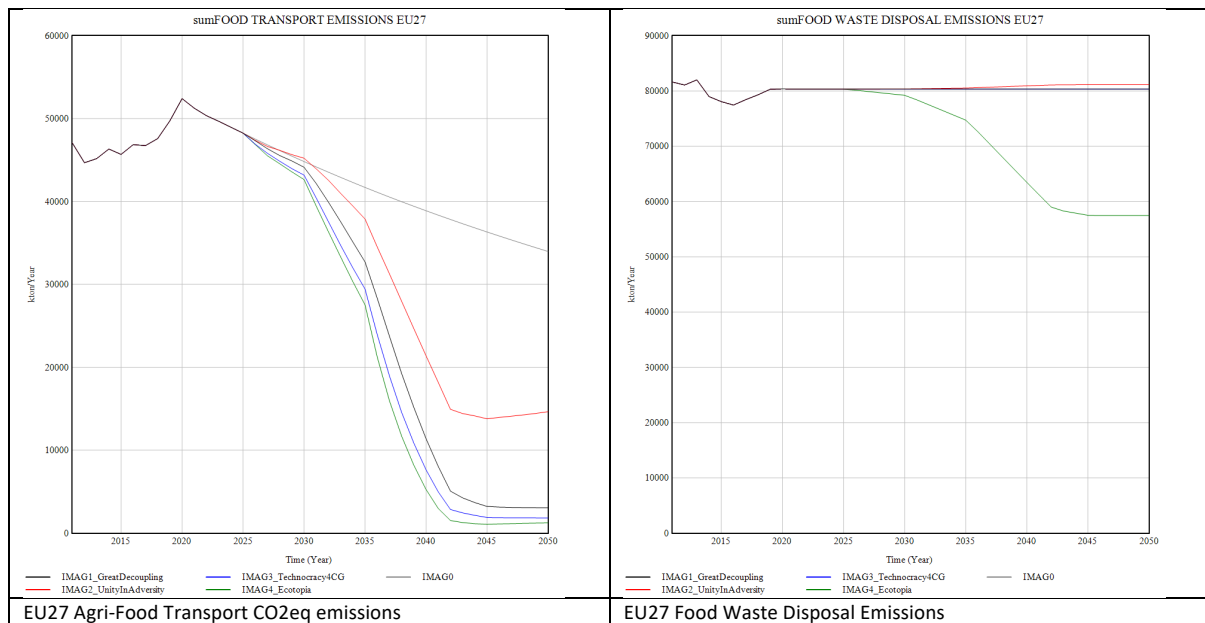 sumFOOD TRANSPORT EMISSIONS EU27
60000
50000
40000
30000
20000
10000
0
kton/Year
2015 2020 2025 2030 2035 2040 2045 2050
Time (Year)
IMAG1_GreatDecoupling IMAG3_Technocracy4CG IMAG0
IMAG2_UnityInAdversity IMAG4_Ecotopia
EU27 Agri-Food Transport CO2eq emissions
sumFOOD WASTE DISPOSAL EMISSIONS EU27
90000
80000
70000
60000
50000
40000
30000
20000
10000
0
kton/Year
2015 2020 2025 2030 2035 2040 2045 2050
Time (Year)
IMAG1_GreatDecoupling IMAG3_Technocracy4CG IMAG0
IMAG2_UnityInAdversity IMAG4_Ecotopia
EU27 Food Waste Disposal Emissions